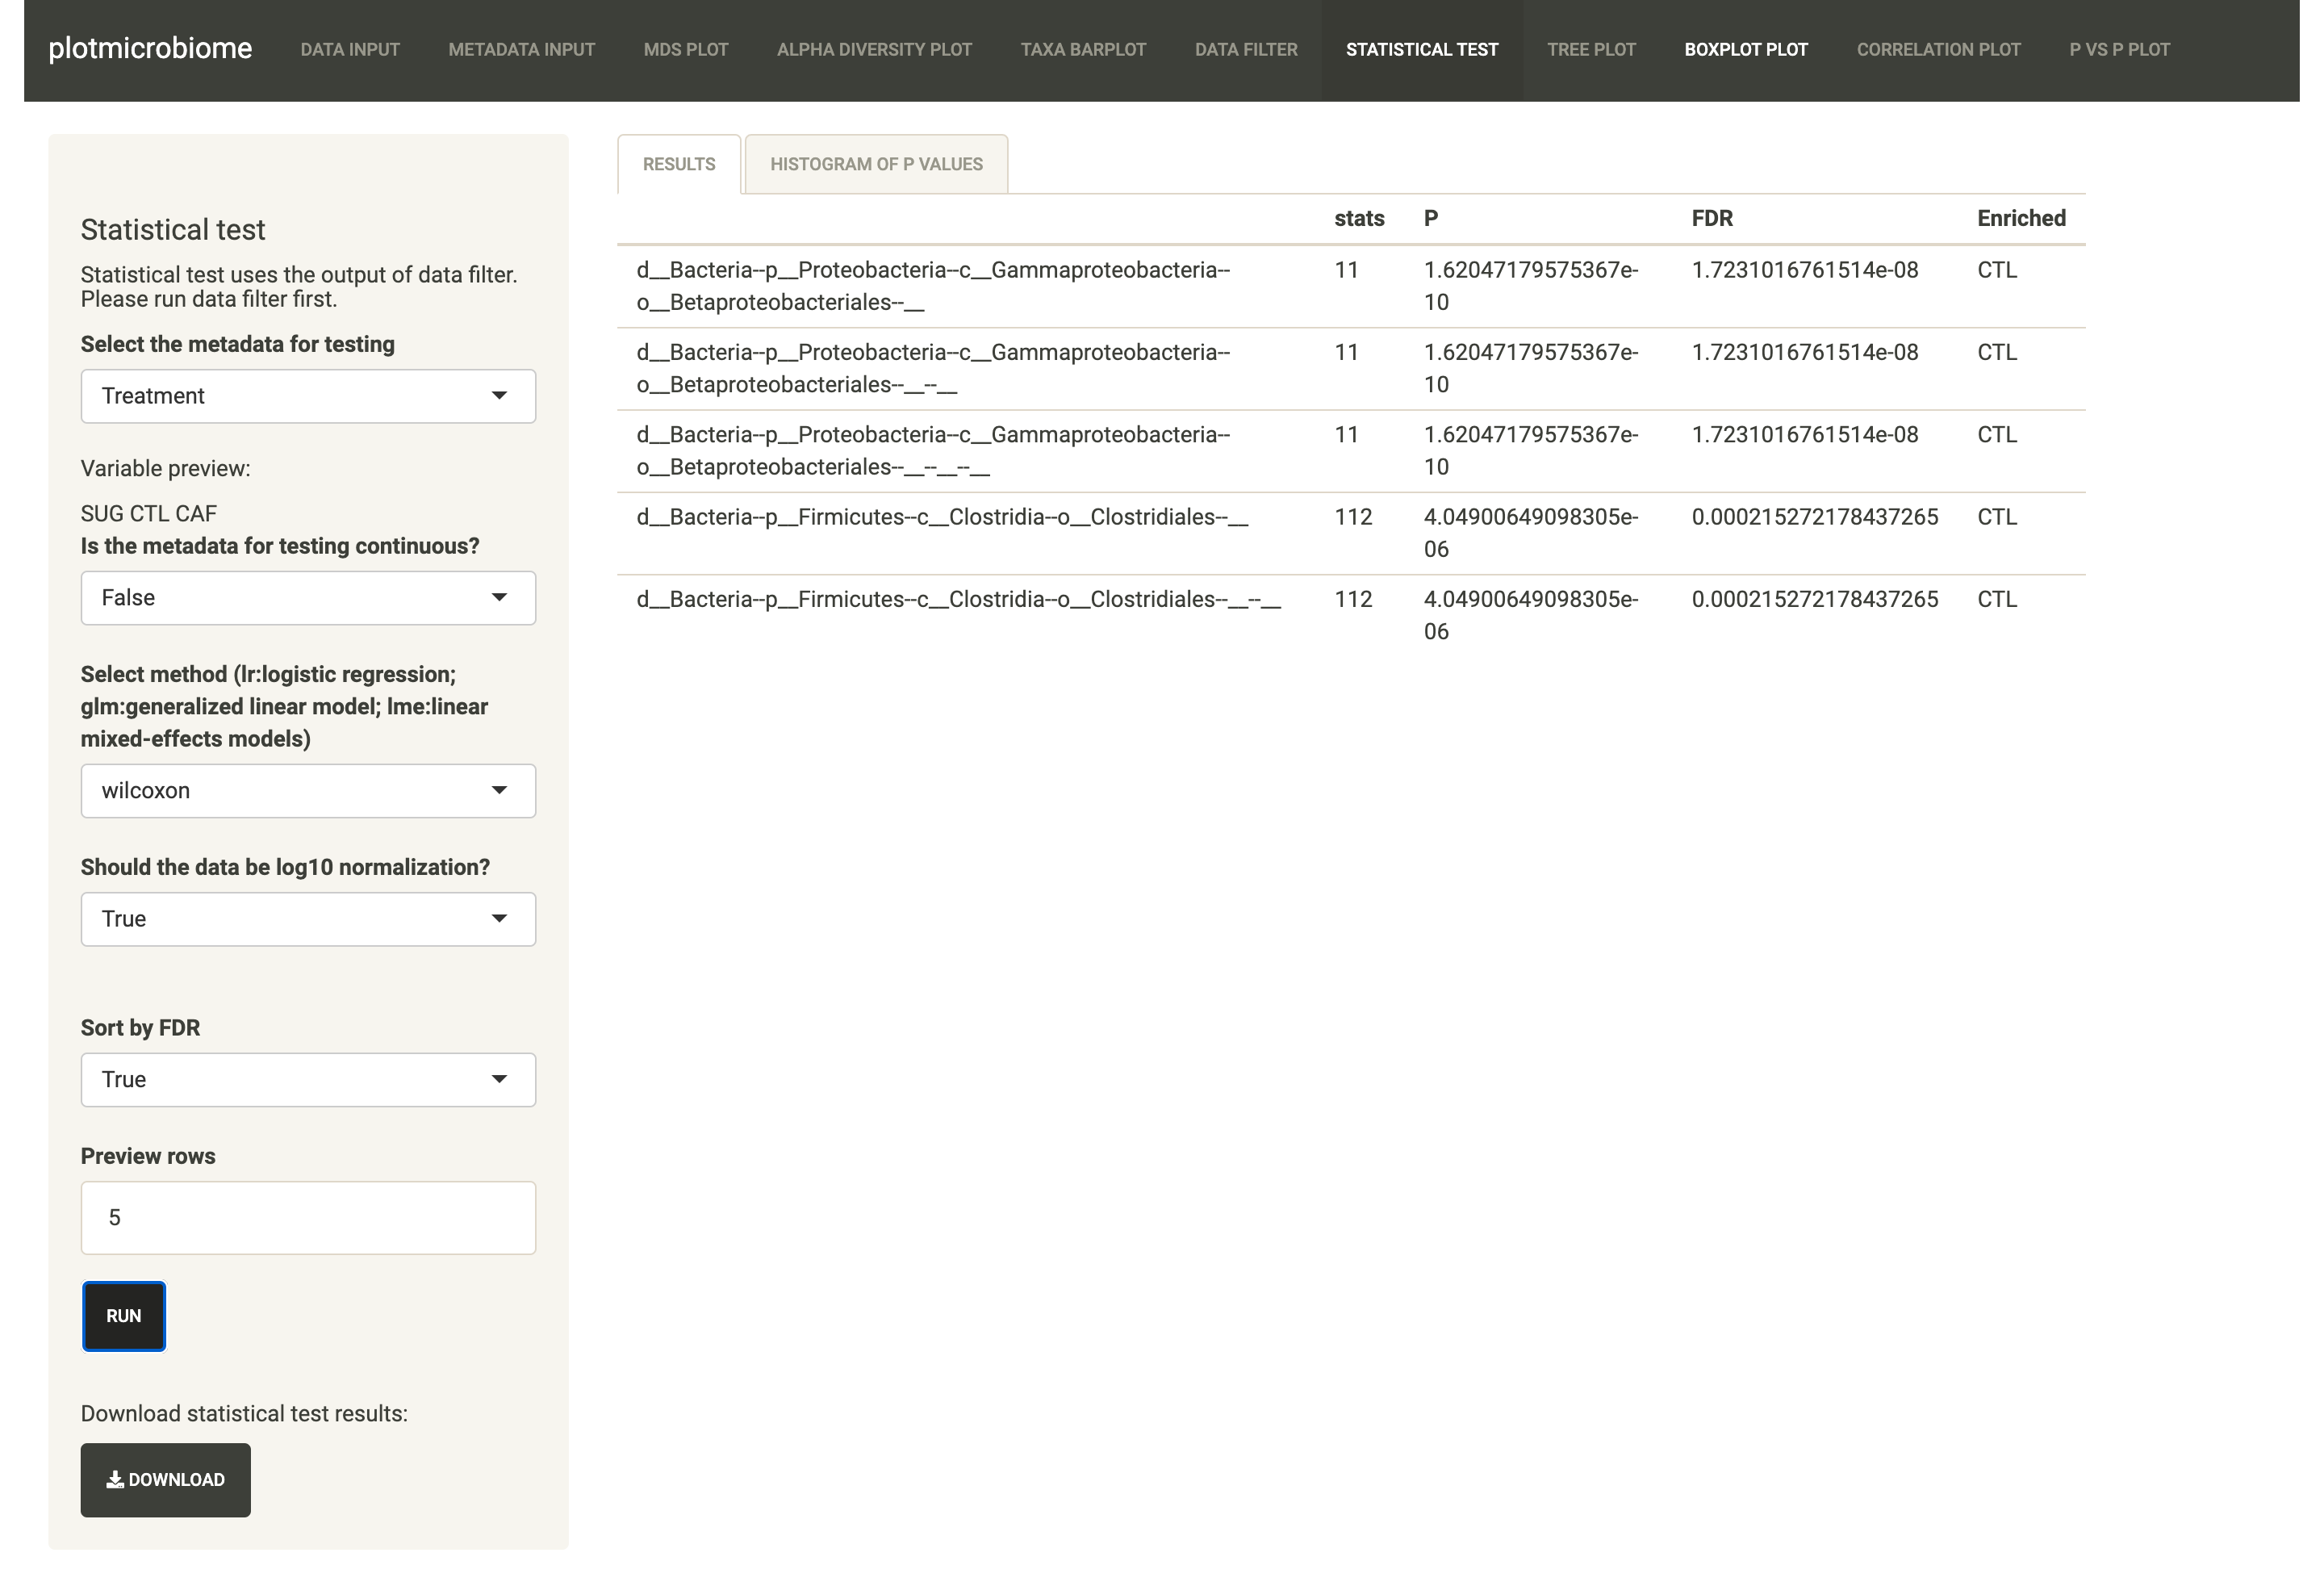 plotmicrobiome DATA INPUT METADATA INPUT MDS PLOT ALPHA DIVERSITY PLOT TAXA BARPLOT DATA FILTER STATISTICAL TEST TREE PLOT BOXPLOT PLOT CORRELATION PLOT P VS P PLOT
Statistical test
Statistical test uses the output of data filter.
Please run data filter first.
Select the metadata for testing
Treatment
Variable preview:
SUG CTL CAF
Is the metadata for testing continuous?
False
Select method (lr:logistic regression;
glm:generalized linear model; lme:linear
mixed-effects models)
wilcoxon
Should the data be log10 normalization?
True
Sort by FDR
True
Preview rows
5
RUN
Download statistical test results:
DOWNLOAD
RESULTS HISTOGRAM OF P VALUES
stats P FDR Enriched
d__Bacteria--p__Proteobacteria--c__Gammaproteobacteria-- 11 1.62047179575367e- 1.7231016761514e-08 CTL
o__Betaproteobacteriales--__ 10
d__Bacteria--p__Proteobacteria--c__Gammaproteobacteria-- 11 1.62047179575367e- 1.7231016761514e-08 CTL
o__Betaproteobacteriales--__--__ 10
d__Bacteria--p__Proteobacteria--c__Gammaproteobacteria-- 11 1.62047179575367e- 1.7231016761514e-08 CTL
o__Betaproteobacteriales--__--__--__ 10
d__Bacteria--p__Firmicutes--c__Clostridia--o__Clostridiales--__ 112 4.04900649098305e- 0.000215272178437265 CTL
06
d__Bacteria--p__Firmicutes--c__Clostridia--o__Clostridiales--__--__ 112 4.04900649098305e- 0.000215272178437265 CTL
06